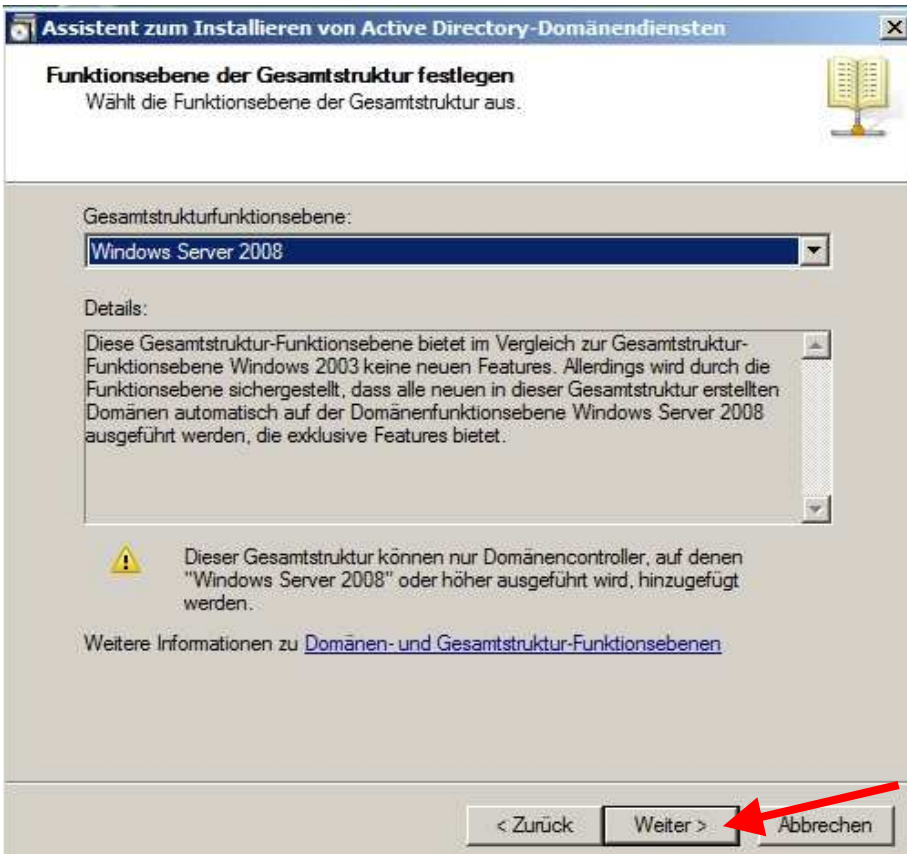 Assistent zum Installieren von Active Directory-Domänendiensten
Funktionsebene der Gesamtstruktur festlegen
Wählt die Funktionsebene der Gesamtstruktur aus.
Gesamtstrukturfunktionsebene:
Windows Server 2008
Details:
Diese Gesamtstruktur-Funktionsebene bietet im Vergleich zur Gesamtstruktur-
Funktionsebene Windows 2003 keine neuen Features. Allerdings wird durch die
Funktionsebene sichergestellt, dass alle neuen in dieser Gesamtstruktur erstellten
Domänen automatisch auf der Domänenfunktionsebene Windows Server 2008
ausgeführt werden, die exklusive Features bietet.
Dieser Gesamtstruktur können nur Domänencontroller, auf denen
"Windows Server 2008" oder höher ausgeführt wird, hinzugefügt
werden.
Weitere Informationen zu Domänen- und Gesamtstruktur-Funktionsebenen
< Zurück Weiter > Abbrechen